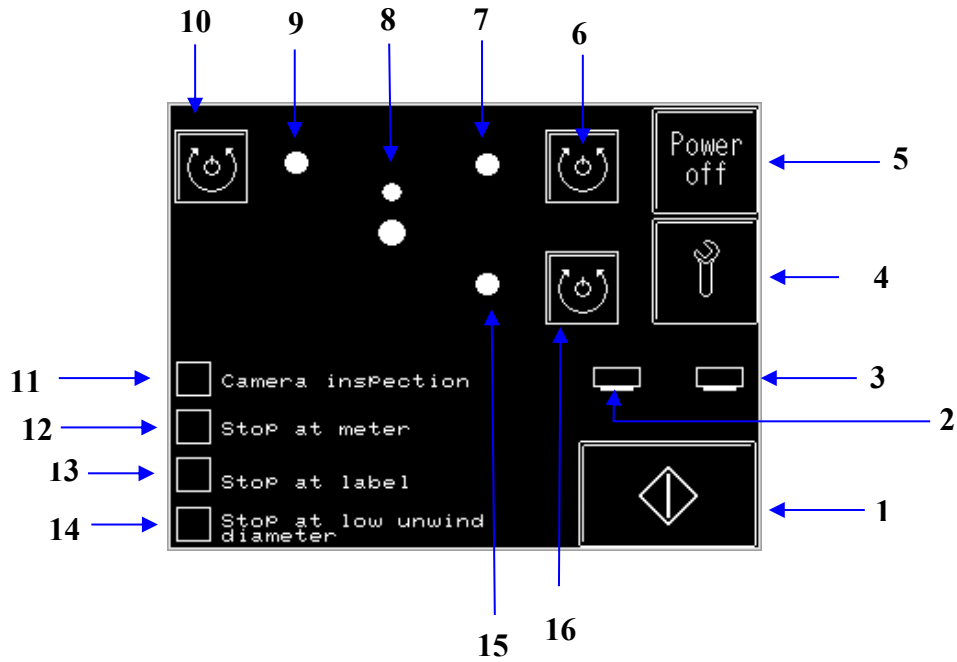 10 9 8 7 6
Power
off
5
4
11 Camera inspection
3
12 Stop at meter
2
13 Stop at label
14 Stop at low unwind
diameter
1
15 16